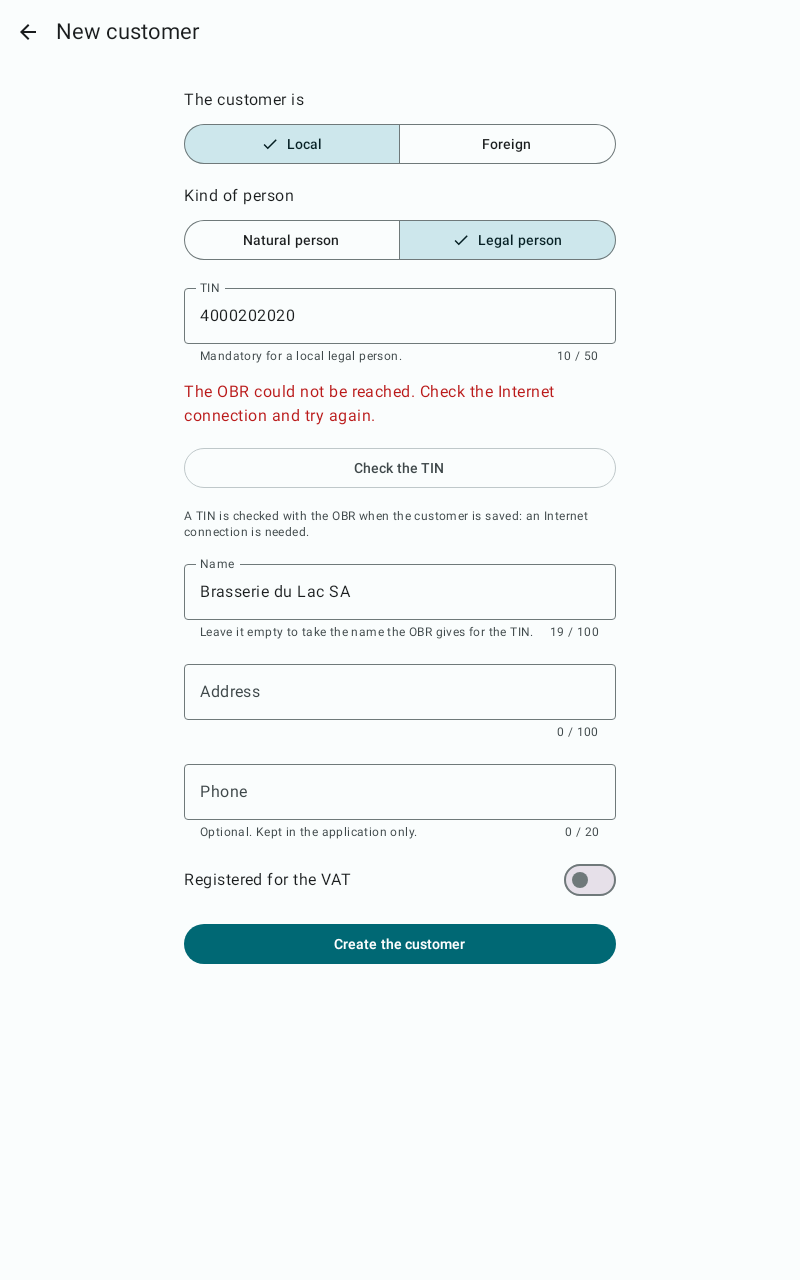 New customer
The customer is
Local
Foreign
Kind of person
Natural person
Legal person
TIN
4000202020
Mandatory for a local legal person.
10 / 50
The OBR could not be reached. Check the Internet
connection and try again.
Check the TIN
A TIN is checked with the OBR when the customer is saved: an Internet
connection is needed.
Name
Brasserie du Lac SA
Leave it empty to take the name the OBR gives for the TIN.
19 / 100
Address
0 / 100
Phone
Optional. Kept in the application only.
0 / 20
Registered for the VAT
Create the customer